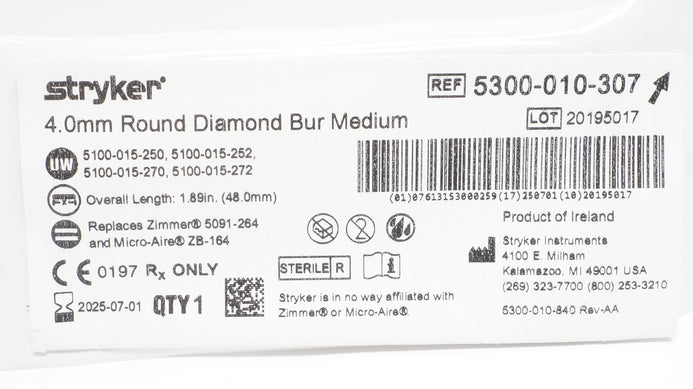 stryker®
REF 5300-010-307
4.0mm Round Diamond Bur Medium
LOT 20195017
UW 5100-015-250, 5100-015-252,
5100-015-270, 5100-015-272
(01)07613153000259(17)250701(10)20195017
Overall Length: 1.89in. (48.0mm)
Replaces Zimmer® 5091-264
and Micro-Aire® ZB-164
2
Product of Ireland
Stryker Instruments
4100 E. Milham
Kalamazoo, MI 49001 USA
(269) 323-7700 (800) 253-3210
CE 0197 Rx ONLY
STERILE R
i
2025-07-01 QTY 1
Stryker is in no way affiliated with
Zimmer® or Micro-Aire®.
5300-010-840 Rev-AA